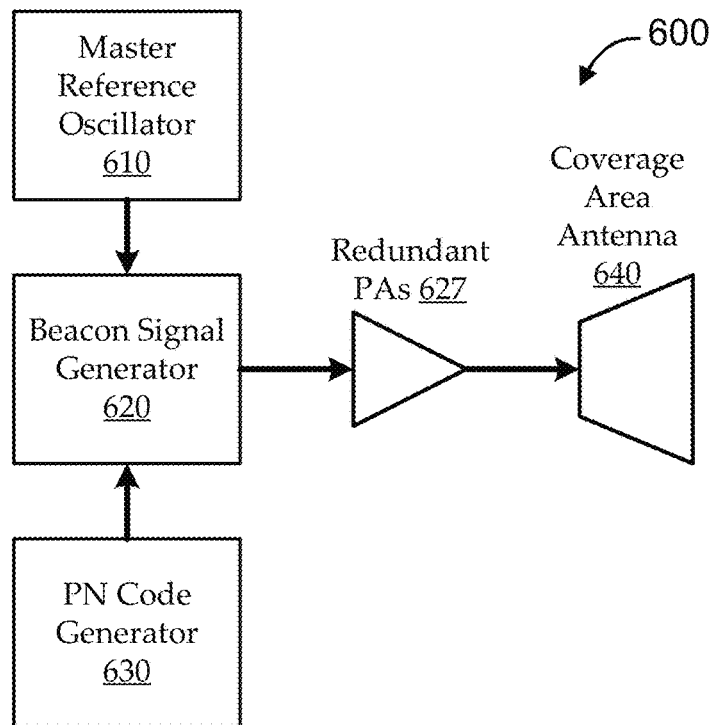 Master
Reference
Oscillator
610
600
Coverage
Area
Antenna
640
Redundant
PAs 627
Beacon Signal
Generator
620
PN Code
Generator
630